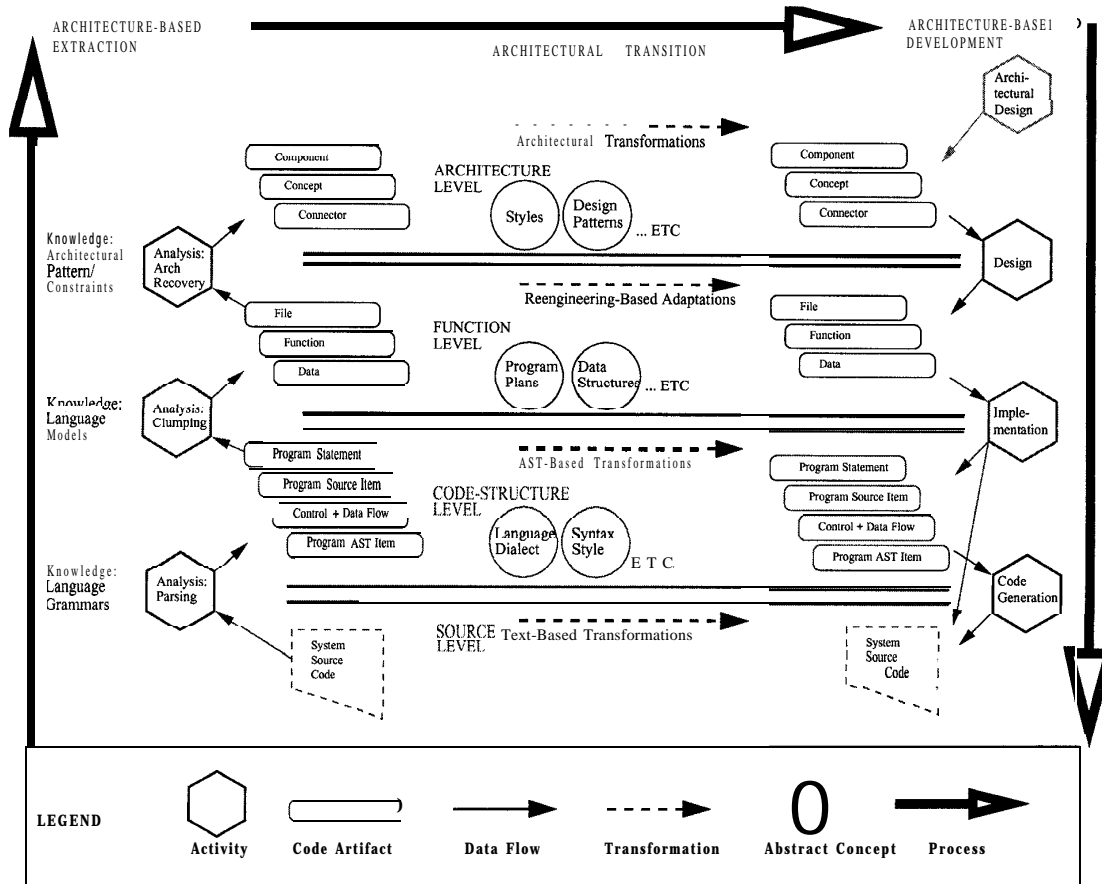 ARCHITECTURE-BASED
EXTRACTION
ARCHITECTURAL TRANSITION
ARCHITECTURE-BASE1
DEVELOPMENT
Archi-
tectural
Design
Architectural Transformations
Component
Concept
Connector
ARCHITECTURE
LEVEL
Styles
Design
Patterns
... ETC
Component
Concept
Connector
Knowledge:
Architectural
Pattern/
Constraints
Analysis:
Arch
Recovery
Design
Reengineering-Based Adaptations
File
Function
Data
FUNCTION
LEVEL
Program
Plans
Data
Structures
... ETC
File
Function
Data
Knowledge:
Language
Models
Analysis:
Clumping
Imple-
mentation
AST-Based Transformations
Program Statement
Program Source Item
Control + Data Flow
Program AST Item
CODE-STRUCTURE
LEVEL
Language
Dialect
Syntax
Style
E T C.
Program Statement
Program Source Item
Control + Data Flow
Program AST Item
Knowledge:
Language
Grammars
Analysis:
Parsing
Code
Generation
SOURCE Text-Based Transformations
LEVEL
System
Source
Code
System
Source
Code
LEGEND
Activity
Code Artifact
Data Flow
Transformation
Abstract Concept
Process